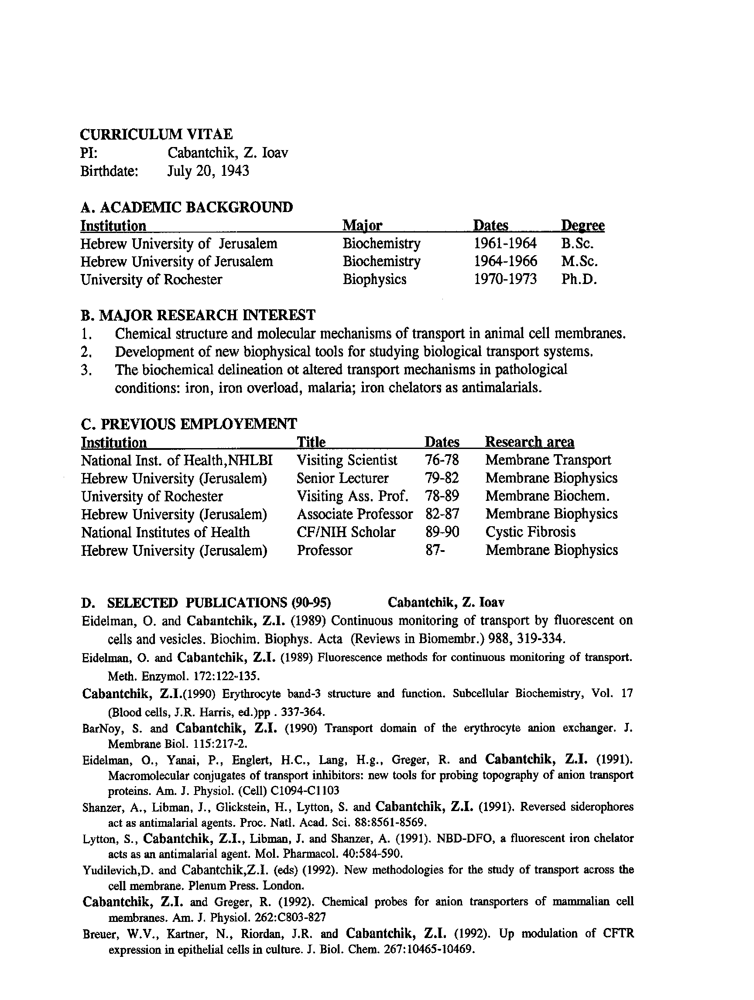 CURRICULUM VITAE
PI: Cabantchik, Z. Ioav
Birthdate: July 20, 1943
A. ACADEMIC BACKGROUND
Institution Major Dates Degree
Hebrew University of Jerusalem Biochemistry 1961-1964 B.Sc.
Hebrew University of Jerusalem Biochemistry 1964-1966 M.Sc.
University of Rochester Biophysics 1970-1973 Ph.D.
B. MAJOR RESEARCH INTEREST
1. Chemical structure and molecular mechanisms of transport in animal cell membranes.
2. Development of new biophysical tools for studying biological transport systems.
3. The biochemical delineation ot altered transport mechanisms in pathological
conditions: iron, iron overload, malaria; iron chelators as antimalarials.
C. PREVIOUS EMPLOYEMENT
Institution Title Dates Research area
National Inst. of Health,NHLBI Visiting Scientist 76-78 Membrane Transport
Hebrew University (Jerusalem) Senior Lecturer 79-82 Membrane Biophysics
University of Rochester Visiting Ass. Prof. 78-89 Membrane Biochem.
Hebrew University (Jerusalem) Associate Professor 82-87 Membrane Biophysics
National Institutes of Health CF/NIH Scholar 89-90 Cystic Fibrosis
Hebrew University (Jerusalem) Professor 87- Membrane Biophysics
D. SELECTED PUBLICATIONS (90-95) Cabantchik, Z. Ioav
Eidelman, O. and Cabantchik, Z.I. (1989) Continuous monitoring of transport by fluorescent on
cells and vesicles. Biochim. Biophys. Acta (Reviews in Biomembr.) 988, 319-334.
Eidelman, O. and Cabantchik, Z.I. (1989) Fluorescence methods for continuous monitoring of transport.
Meth. Enzymol. 172:122-135.
Cabantchik, Z.I.(1990) Erythrocyte band-3 structure and function. Subcellular Biochemistry, Vol. 17
(Blood cells, J.R. Harris, ed.)pp . 337-364.
BarNoy, S. and Cabantchik, Z.I. (1990) Transport domain of the erythrocyte anion exchanger. J.
Membrane Biol. 115:217-2.
Eidelman, O., Yanai, P., Englert, H.C., Lang, H.g., Greger, R. and Cabantchik, Z.I. (1991).
Macromolecular conjugates of transport inhibitors: new tools for probing topography of anion transport
proteins. Am. J. Physiol. (Cell) C1094-C1103
Shanzer, A., Libman, J., Glickstein, H., Lytton, S. and Cabantchik, Z.I. (1991). Reversed siderophores
act as antimalarial agents. Proc. Natl. Acad. Sci. 88:8561-8569.
Lytton, S., Cabantchik, Z.I., Libman, J. and Shanzer, A. (1991). NBD-DFO, a fluorescent iron chelator
acts as an antimalarial agent. Mol. Pharmacol. 40:584-590.
Yudilevich,D. and Cabantchik,Z.I. (eds) (1992). New methodologies for the study of transport across the
cell membrane. Plenum Press. London.
Cabantchik, Z.I. and Greger, R. (1992). Chemical probes for anion transporters of mammalian cell
membranes. Am. J. Physiol. 262:C803-827
Breuer, W.V., Kartner, N., Riordan, J.R. and Cabantchik, Z.I. (1992). Up modulation of CFTR
expression in epithelial cells in culture. J. Biol. Chem. 267:10465-10469.